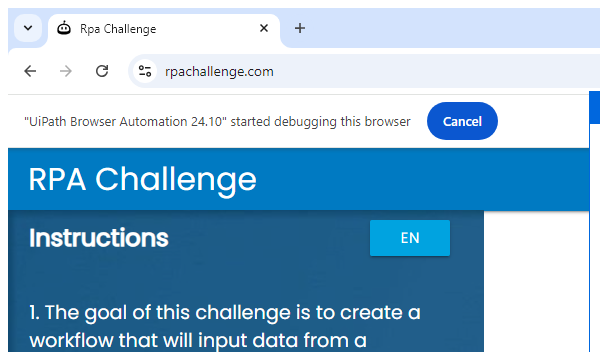 Rpa Challenge
rpachallenge.com
"UiPath Browser Automation 24.10" started debugging this browser
Cancel
RPA Challenge
Instructions
EN
1. The goal of this challenge is to create a
workflow that will input data from a